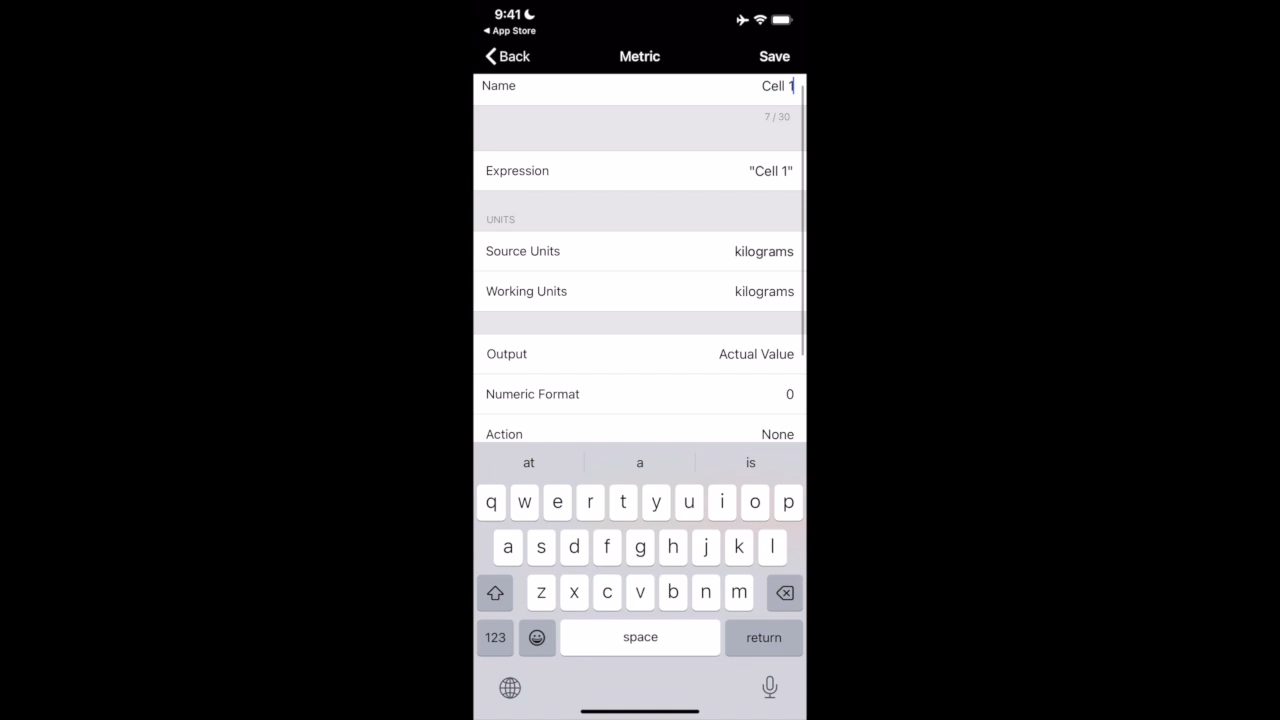 9:41
◀ App Store
Back Metric Save
Name Cell 1
7 / 30
Expression "Cell 1"
UNITS
Source Units kilograms
Working Units kilograms
Output Actual Value
Numeric Format 0
Action None
at a is
q w e r t y u i o p
a s d f g h j k l
z x c v b n m
123 space return